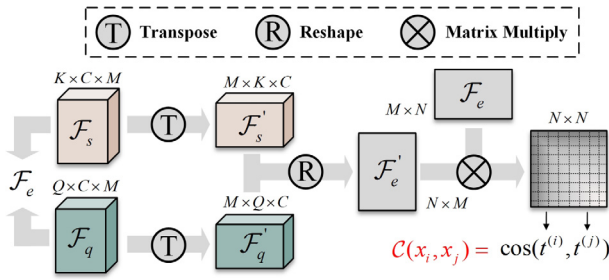 T Transpose R Reshape ⊗ Matrix Multiply
K × C × M
M × K × C
F_s
T
F_s'
M × N
F_e
N × N
F_e
R
F_e'
⊗
Q × C × M
M × Q × C
N × M
F_q
T
F_q'
C(x_i, x_j) = cos(t^(i), t^(j))